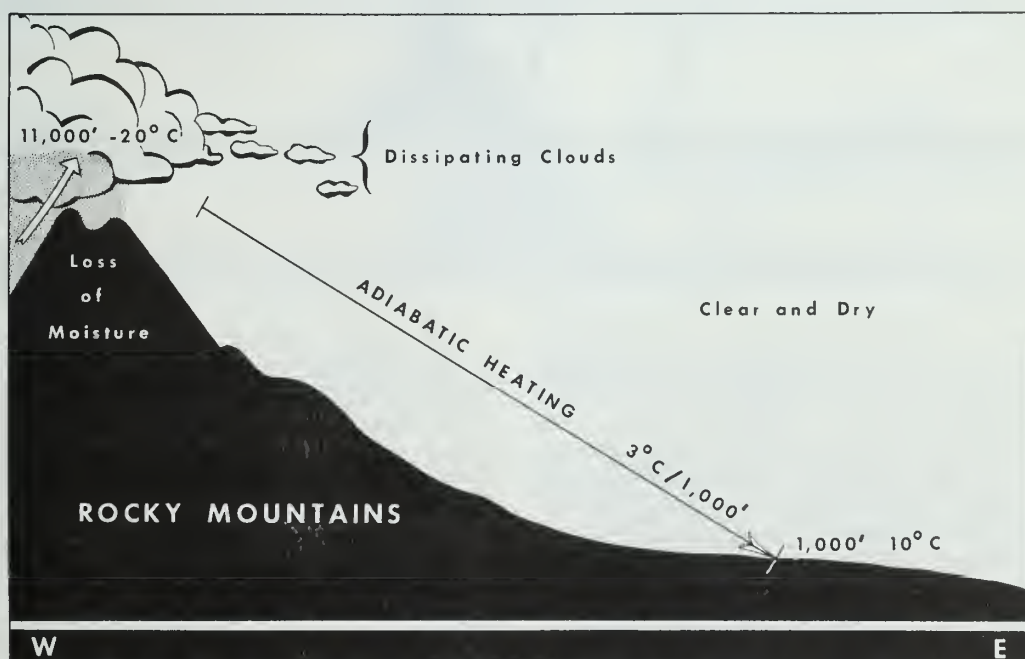 11,000' -20° C
Dissipating Clouds
Loss
of
Moisture
ADIABATIC HEATING
3°C/1,000'
Clear and Dry
ROCKY MOUNTAINS
1,000' 10°C
W
E